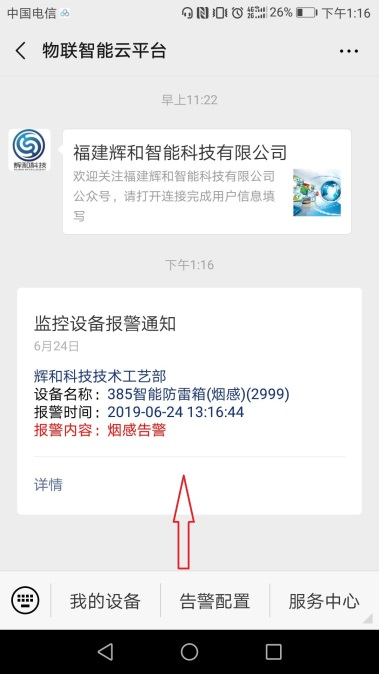 中国电信
26%
下午1:16
物联智能云平台
早上11:22
辉和科技
福建辉和智能科技有限公司
欢迎关注福建辉和智能科技有限公司
公众号，请打开连接完成用户信息填
写
下午1:16
监控设备报警通知
6月24日
辉和科技技术工艺部
设备名称：385智能防雷箱(烟感)(2999)
报警时间：2019-06-24 13:16:44
报警内容：烟感告警
详情
我的设备
告警配置
服务中心